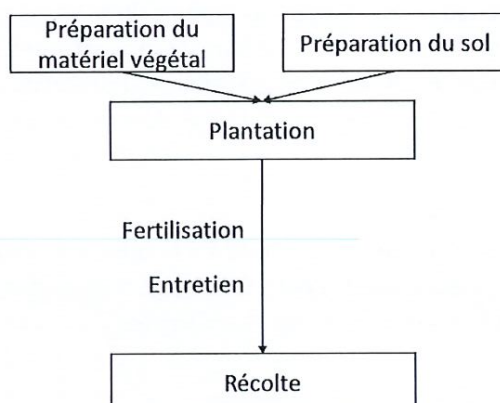 Préparation du
matériel végétal
Préparation du sol
Plantation
Fertilisation
Entretien
Récolte